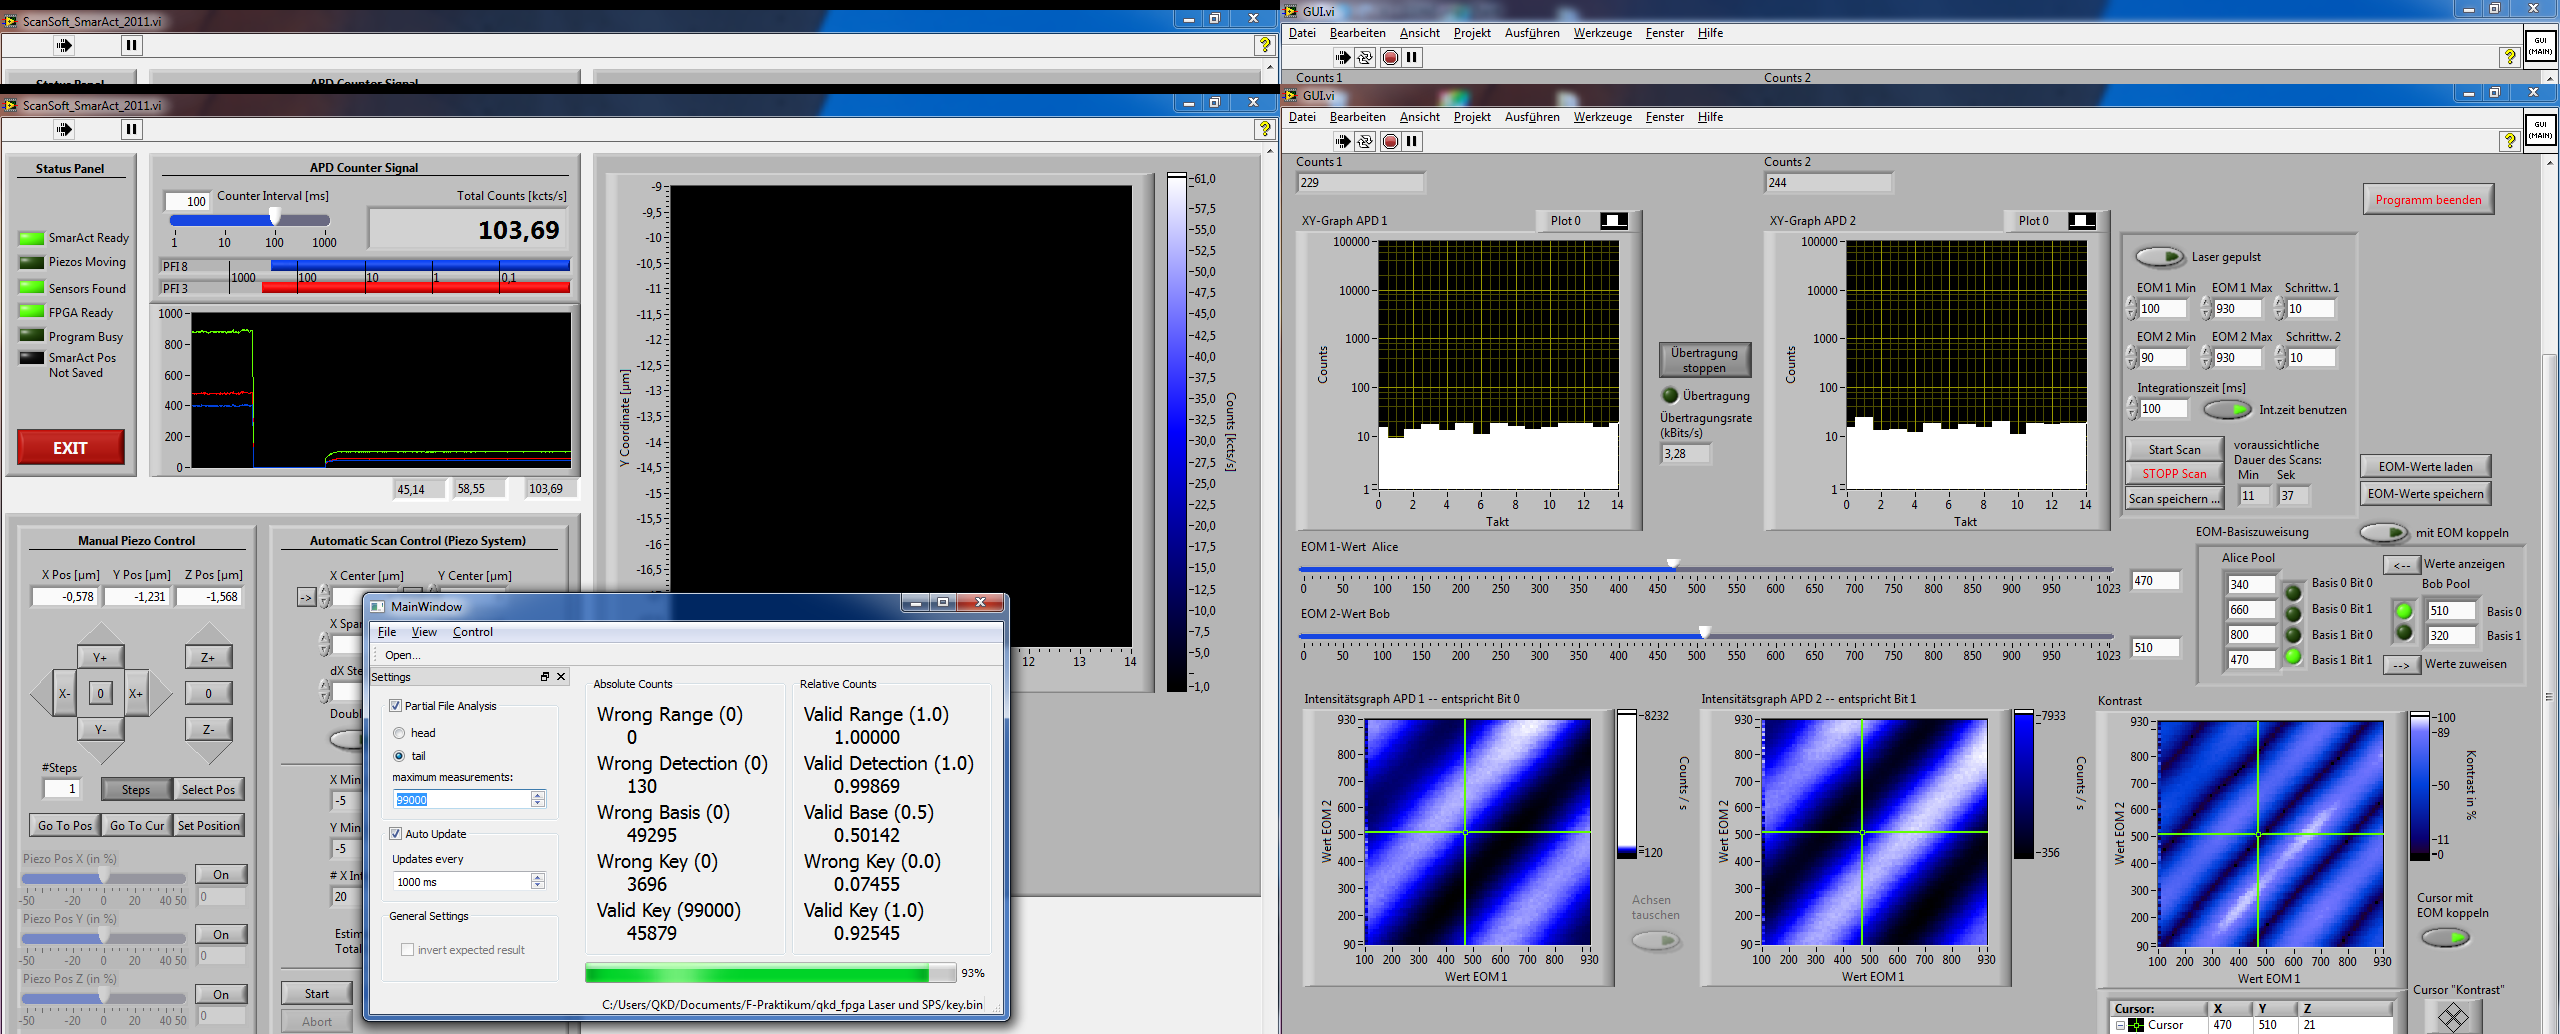 ScanSoft_SmarAct_2011.vi
Status Panel
APD Counter Signal
ScanSoft_SmarAct_2011.vi
Status Panel
SmarAct Ready
Piezos Moving
Sensors Found
FPGA Ready
Program Busy
SmarAct Pos
Not Saved
EXIT
APD Counter Signal
100
Counter Interval [ms]
1 10 100 1000
Total Counts [kcts/s]
103,69
PFI 8
1000 100 10 1 0,1
PFI 3
1000
800
600
400
200
0
45,14 58,55 103,69
Y Coordinate [µm]
-9
-9,5
-10
-10,5
-11
-11,5
-12
-12,5
-13
-13,5
-14
-14,5
-15
-15,5
-16
-16,5
12 13 14
61,0
57,5
55,0
52,5
50,0
47,5
45,0
42,5
40,0
37,5
35,0
32,5
30,0
27,5
25,0
22,5
20,0
17,5
15,0
12,5
10,0
7,5
5,0
1,0
Counts [kcts/s]
Manual Piezo Control
X Pos [µm] Y Pos [µm] Z Pos [µm]
-0,578 -1,231 -1,568
Y+ Z+
X- 0 X+ 0
Y- Z-
#Steps
1 Steps Select Pos
Go To Pos Go To Cur Set Position
Piezo Pos X (in %) On
-50 -20 0 20 40 50 0
Piezo Pos Y (in %) On
-50 -20 0 20 40 50 0
Piezo Pos Z (in %) On
-50 -20 0 20 40 50 0
Automatic Scan Control (Piezo System)
X Center [µm] Y Center [µm]
->
X Spar
dX Ste
Doubl
X Min
-5
Y Min
-5
# X Int
20
Estim
Total
Start
Abort
MainWindow
File View Control
Open...
Settings
Partial File Analysis
head
tail
maximum measurements:
99000
Auto Update
Updates every
1000 ms
General Settings
invert expected result
Absolute Counts
Wrong Range (0)
0
Wrong Detection (0)
130
Wrong Basis (0)
49295
Wrong Key (0)
3696
Valid Key (99000)
45879
Relative Counts
Valid Range (1.0)
1.00000
Valid Detection (1.0)
0.99869
Valid Base (0.5)
0.50142
Wrong Key (0.0)
0.07455
Valid Key (1.0)
0.92545
93%
C:/Users/QKD/Documents/F-Praktikum/qkd_fpga Laser und SPS/key.bin
GUI.vi
Datei Bearbeiten Ansicht Projekt Ausführen Werkzeuge Fenster Hilfe
GUI
(MAIN)
Counts 1 Counts 2
GUI.vi
Datei Bearbeiten Ansicht Projekt Ausführen Werkzeuge Fenster Hilfe
GUI
(MAIN)
Counts 1 Counts 2
229 244
Programm beenden
XY-Graph APD 1 Plot 0
Counts
100000
10000
1000
100
10
1
0 2 4 6 8 10 12 14
Takt
Übertragung
stoppen
Übertragung
Übertragungsrate
(kBits/s)
3,28
XY-Graph APD 2 Plot 0
Counts
100000
10000
1000
100
10
1
0 2 4 6 8 10 12 14
Takt
Laser gepulst
EOM 1 Min EOM 1 Max Schrittw. 1
100 930 10
EOM 2 Min EOM 2 Max Schrittw. 2
90 930 10
Integrationszeit [ms]
100 Int.zeit benutzen
Start Scan
STOPP Scan
Scan speichern ...
voraussichtliche
Dauer des Scans:
Min Sek
11 37
EOM-Werte laden
EOM-Werte speichern
EOM 1-Wert Alice
0 50 100 150 200 250 300 350 400 450 500 550 600 650 700 750 800 850 900 950 1023
470
EOM 2-Wert Bob
0 50 100 150 200 250 300 350 400 450 500 550 600 650 700 750 800 850 900 950 1023
510
EOM-Basiszuweisung mit EOM koppeln
Alice Pool
340 Basis 0 Bit 0
660 Basis 0 Bit 1
800 Basis 1 Bit 0
470 Basis 1 Bit 1
<-- Werte anzeigen
Bob Pool
510 Basis 0
320 Basis 1
--> Werte zuweisen
Intensitätsgraph APD 1 -- entspricht Bit 0
Wert EOM 2
930
800
700
600
500
400
300
200
90
100 200 300 400 500 600 700 800 930
Wert EOM 1
8232
120
Counts / s
Achsen
tauschen
Intensitätsgraph APD 2 -- entspricht Bit 1
Wert EOM 2
930
800
700
600
500
400
300
200
90
100 200 300 400 500 600 700 800 930
Wert EOM 1
7933
356
Counts / s
Kontrast
Wert EOM 2
930
800
700
600
500
400
300
200
90
100 200 300 400 500 600 700 800 930
Wert EOM 1
100
89
50
11
0
Kontrast in %
Cursor mit
EOM koppeln
Cursor "Kontrast"
Cursor: X Y Z
Cursor 470 510 21